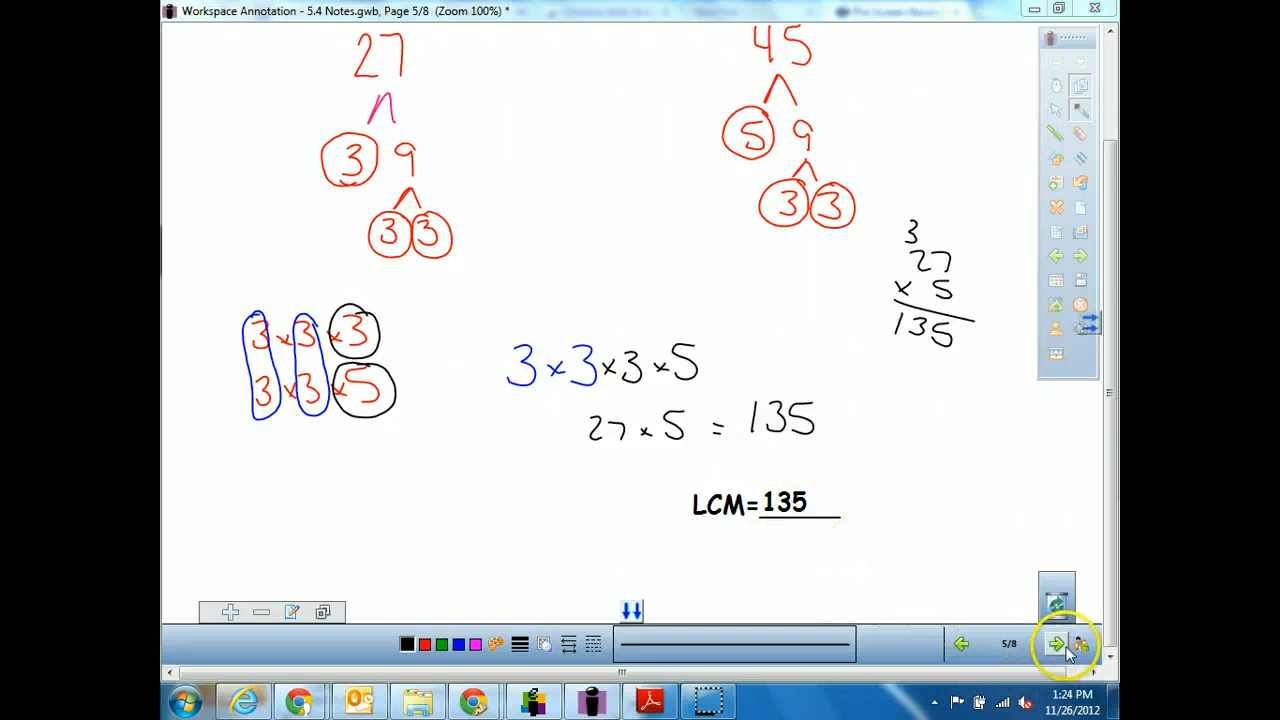 Workspace Annotation - 5.4 Notes.gwb, Page 5/8 (Zoom 100%) *
27
3 9
3 3
45
5 9
3 3
3
27
x 5
135
3 x 3 x 3
3 x 3 x 5
3 x 3 x 3 x 5
27 x 5 = 135
LCM=135
5/8
1:24 PM
11/26/2012